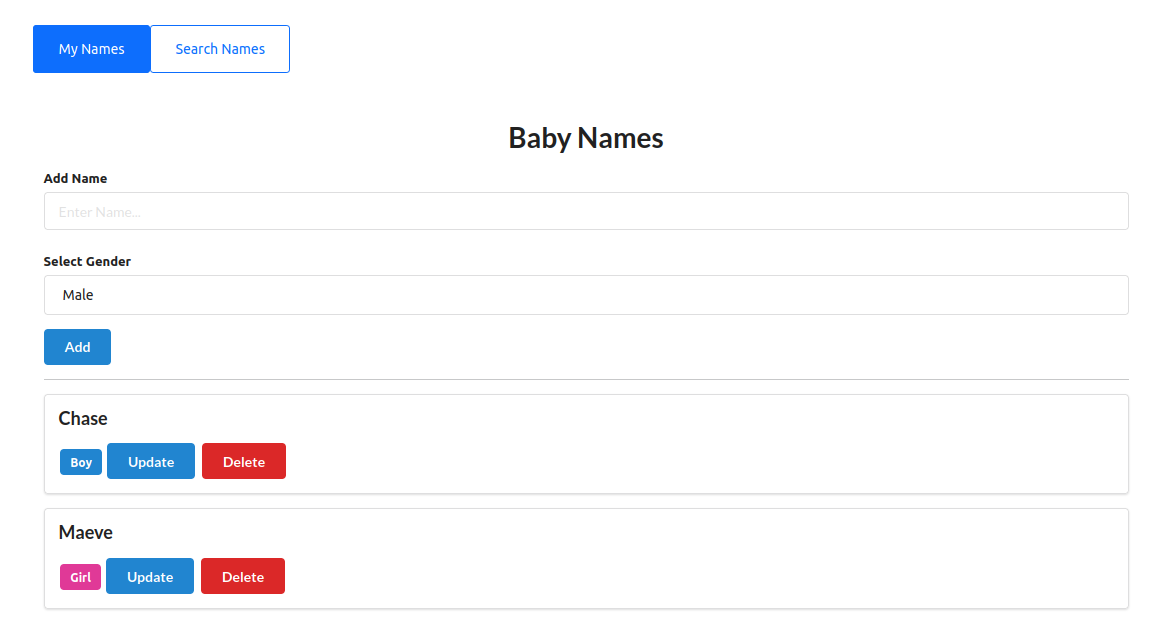 My Names Search Names
Baby Names
Add Name
Enter Name...
Select Gender
Male
Add
Chase
Boy Update Delete
Maeve
Girl Update Delete